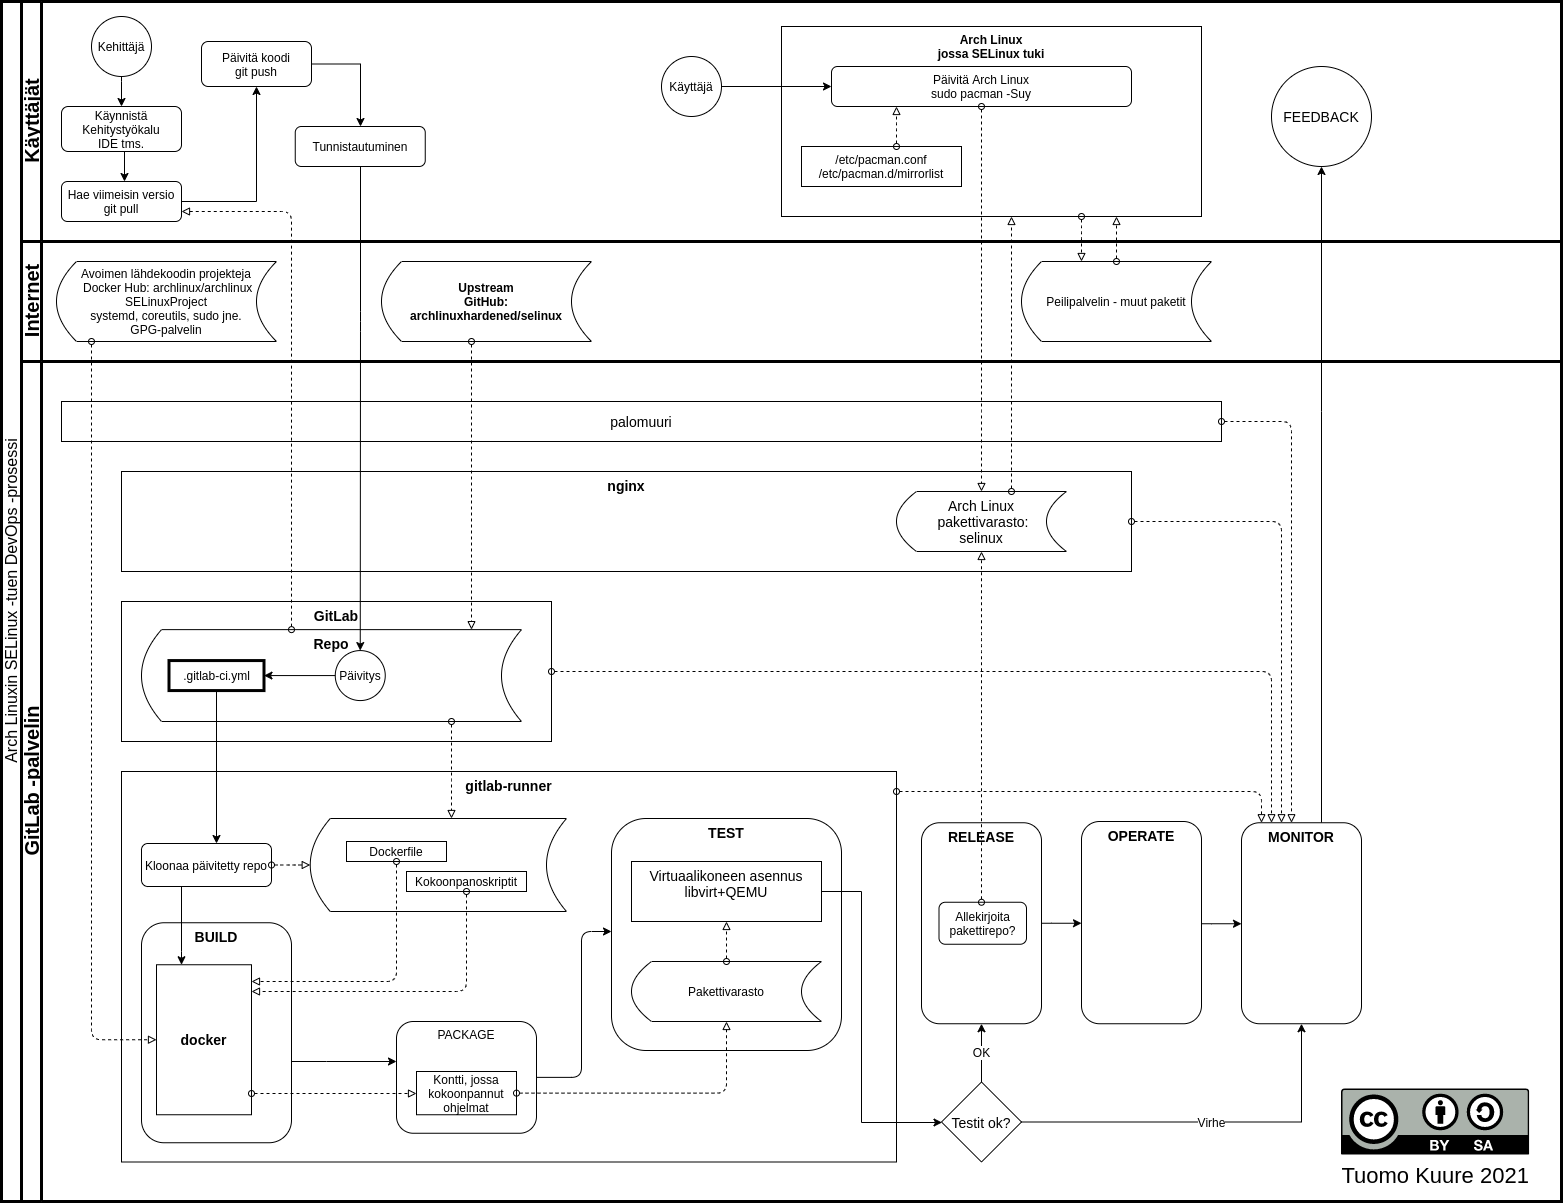 Arch Linuxin SELinux -tuen DevOps -prosessi
Käyttäjät
Kehittäjä
Käynnistä
Kehitystyökalu
IDE tms.
Hae viimeisin versio
git pull
Päivitä koodi
git push
Tunnistautuminen
Käyttäjä
Arch Linux
jossa SELinux tuki
Päivitä Arch Linux
sudo pacman -Suy
/etc/pacman.conf
/etc/pacman.d/mirrorlist
FEEDBACK
Internet
Avoimen lähdekoodin projekteja
Docker Hub: archlinux/archlinux
SELinuxProject
systemd, coreutils, sudo jne.
GPG-palvelin
Upstream
GitHub:
archlinuxhardened/selinux
Peilipalvelin - muut paketit
GitLab -palvelin
palomuuri
nginx
Arch Linux
pakettivarasto:
selinux
GitLab
Repo
.gitlab-ci.yml
Päivitys
gitlab-runner
Kloonaa päivitetty repo
Dockerfile
Kokoonpanoskriptit
BUILD
docker
PACKAGE
Kontti, jossa
kokoonpannut
ohjelmat
TEST
Virtuaalikoneen asennus
libvirt+QEMU
Pakettivarasto
RELEASE
Allekirjoita
pakettirepo?
OPERATE
MONITOR
OK
Testit ok?
Virhe
CC
BY SA
Tuomo Kuure 2021